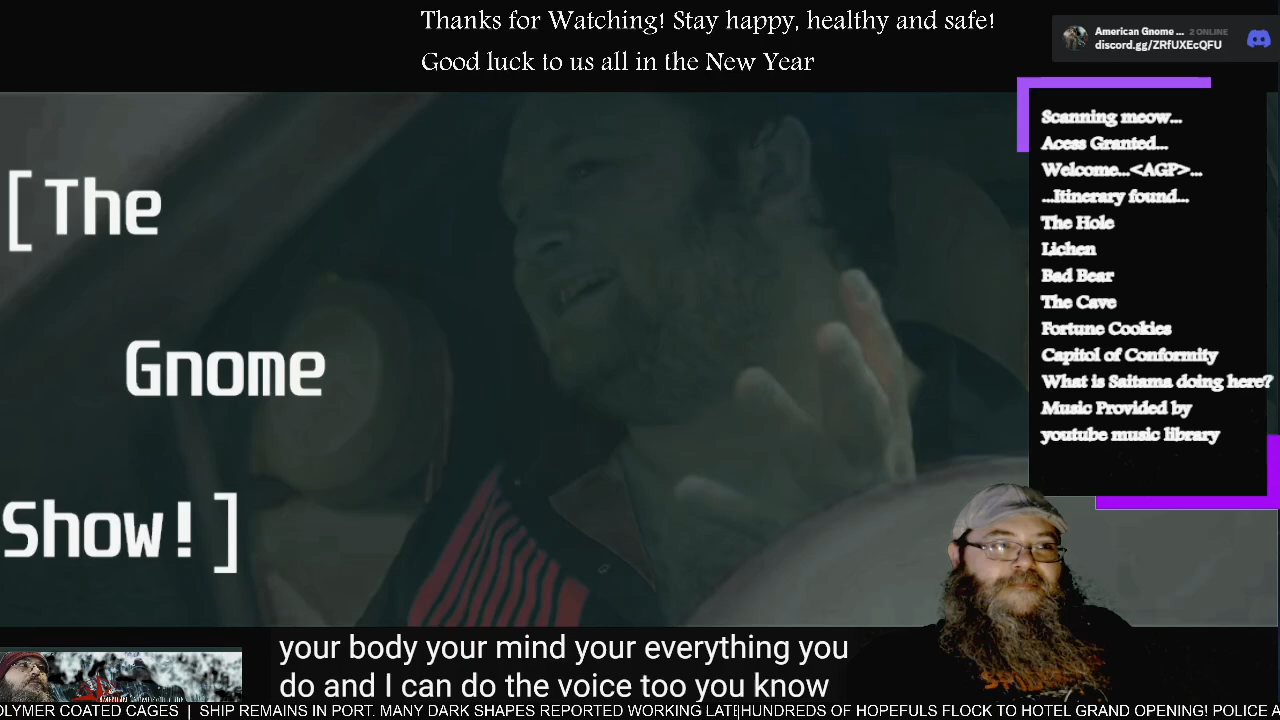 Thanks for Watching! Stay happy, healthy and safe!
Good luck to us all in the New Year
American Gnome ... 2 ONLINE
discord.gg/ZRfUXEcQFU
Scanning meow...
Acess Granted...
Welcome...<AGP>...
...Itinerary found...
The Hole
Lichen
Bad Bear
The Cave
Fortune Cookies
Capitol of Conformity
What is Saitama doing here?
Music Provided by
youtube music library
[The
Gnome
Show!]
your body your mind your everything you
do and I can do the voice too you know
OLYMER COATED CAGES | SHIP REMAINS IN PORT. MANY DARK SHAPES REPORTED WORKING LATE|HUNDREDS OF HOPEFULS FLOCK TO HOTEL GRAND OPENING! POLICE A